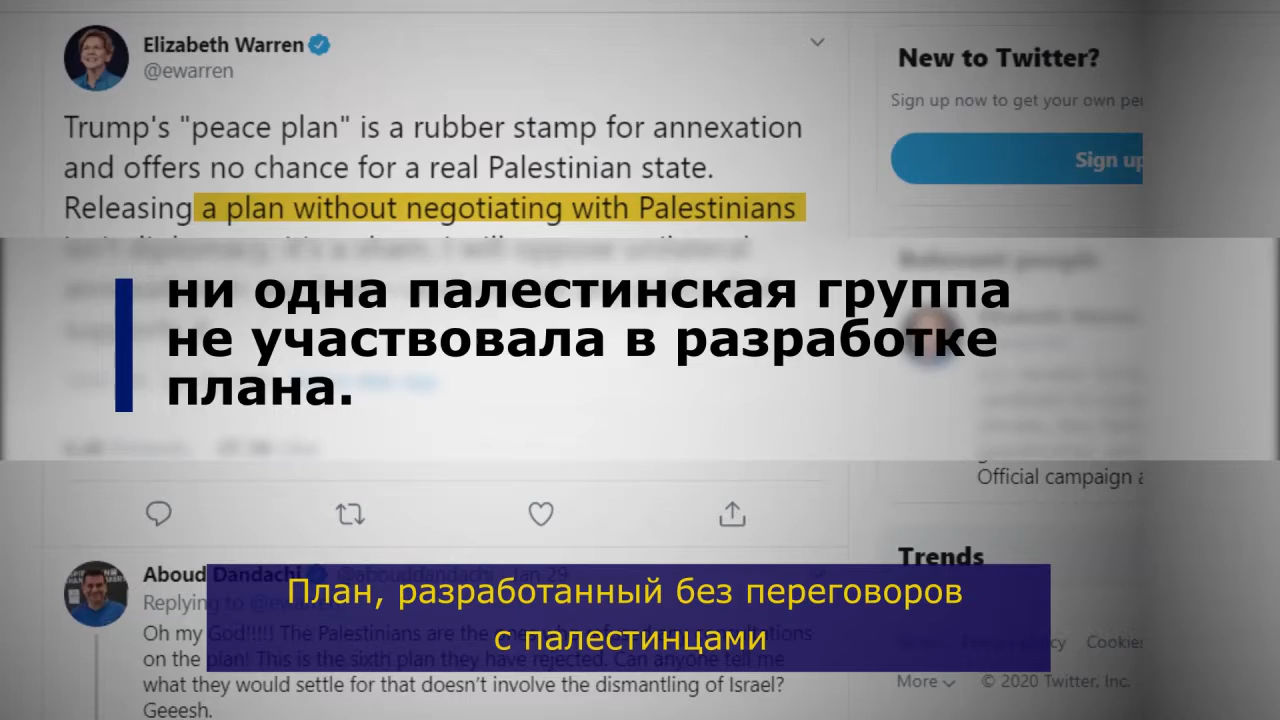 Elizabeth Warren
@ewarren
Trump's "peace plan" is a rubber stamp for annexation
and offers no chance for a real Palestinian state.
Releasing a plan without negotiating with Palestinians
New to Twitter?
Sign up now to get your own per
Sign up
ни одна палестинская группа
не участвовала в разработке
плана.
Official campaign a
Aboud Dandachi @abouddandachi Jan 29
Replying to @ewarren
Oh my God!!!!! The Palestinians are the
on the plan! This is the sixth plan they have rejected. Can anyone tell me
what they would settle for that doesn't involve the dismantling of Israel?
Geeesh.
План, разработанный без переговоров
с палестинцами
Trends
Cookies
More © 2020 Twitter, Inc.